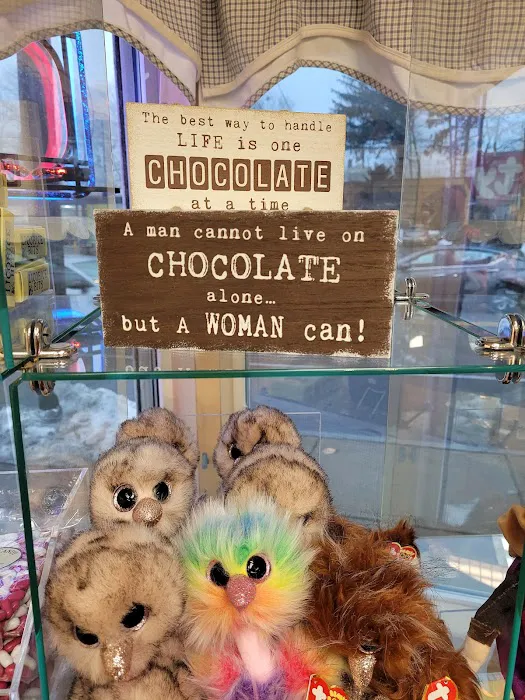 The best way to handle
LIFE is one
CHOCOLATE
at a time
A man cannot live on
CHOCOLATE
alone...
but A WOMAN can!
ty